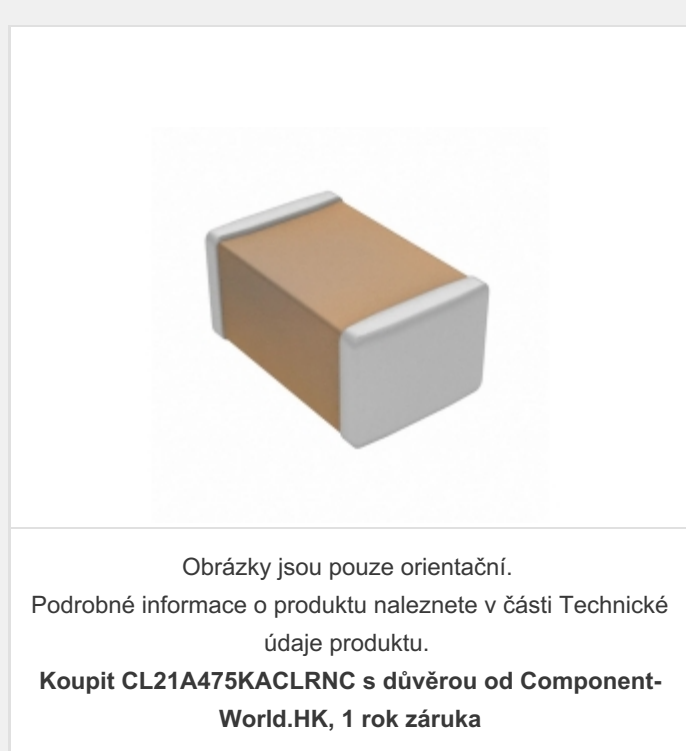 Obrázky jsou pouze orientační.
Podrobné informace o produktu naleznete v části Technické
údaje produktu.
Koupit CL21A475KACLRNC s důvěrou od Component-
World.HK, 1 rok záruka